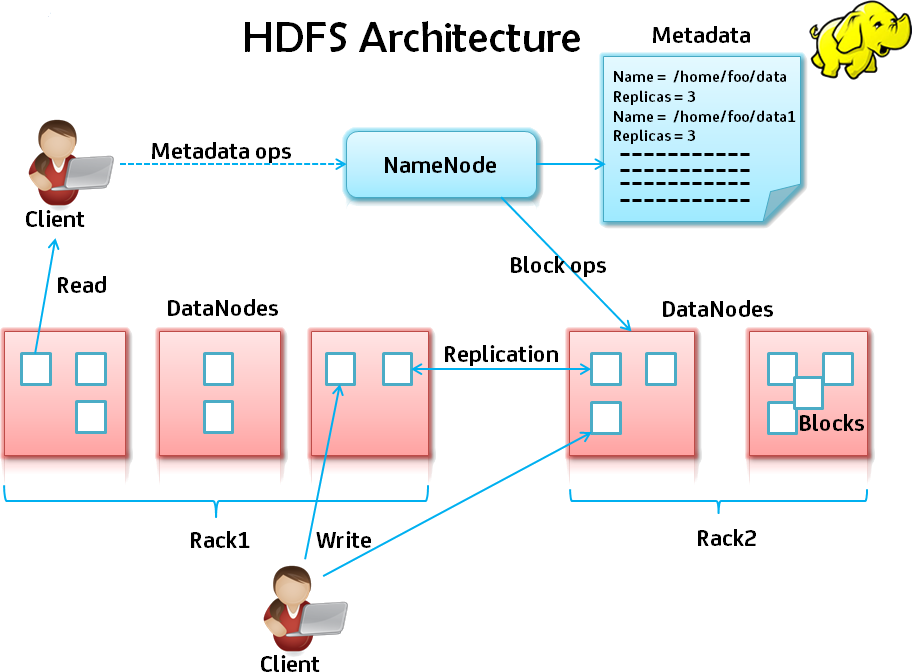 HDFS Architecture
Metadata
Name = /home/foo/data
Replicas = 3
Name = /home/foo/data1
Replicas = 3
Metadata ops
NameNode
Client
Block ops
Read
DataNodes
DataNodes
Replication
Blocks
Rack1
Write
Rack2
Client